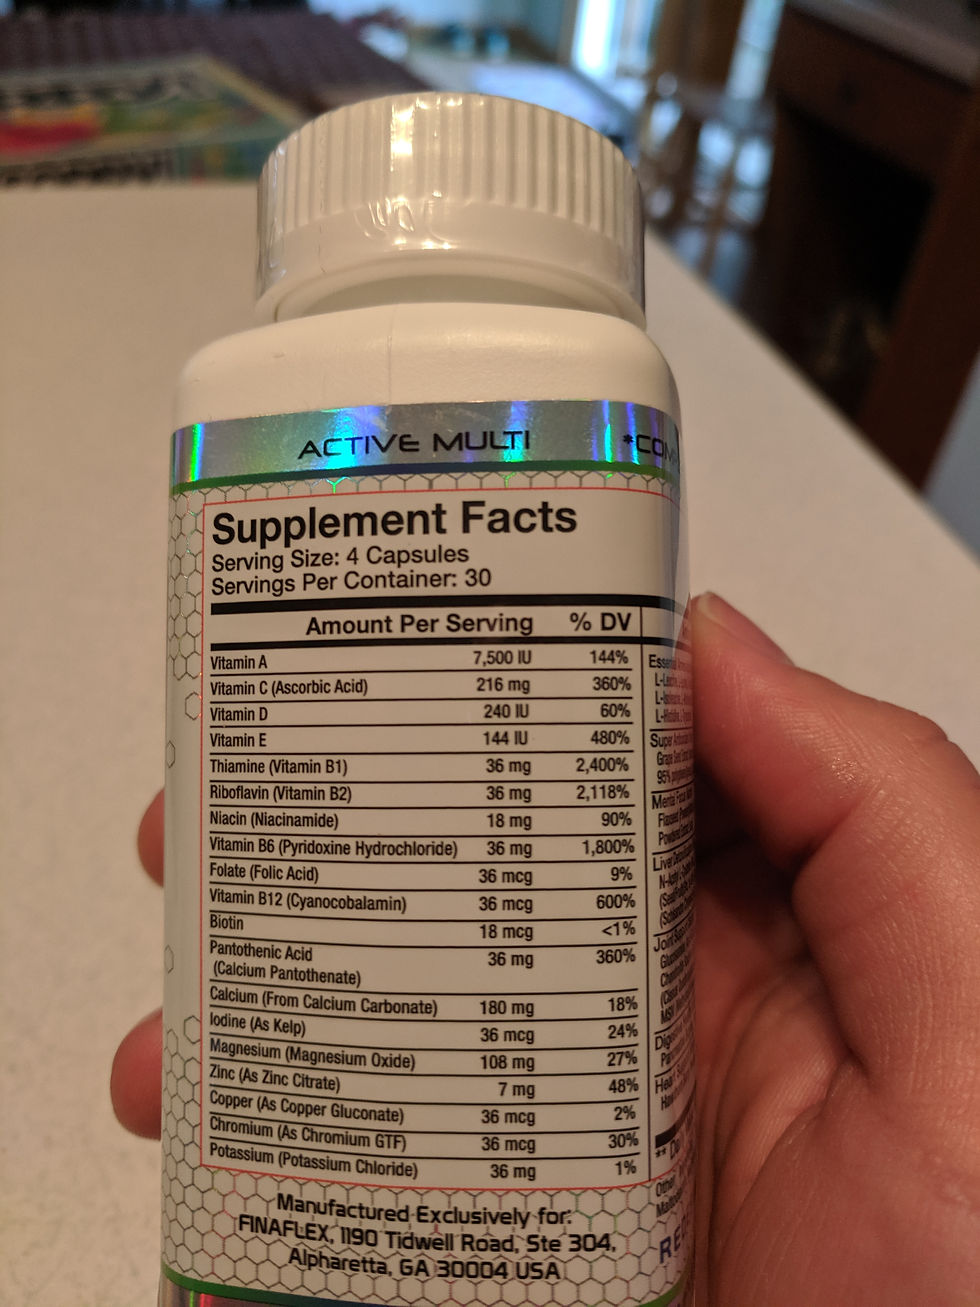 ACTIVE MULTI
Supplement Facts
Serving Size: 4 Capsules
Servings Per Container: 30
Amount Per Serving % DV
Vitamin A 7,500 IU 144%
Vitamin C (Ascorbic Acid) 216 mg 360%
Vitamin D 240 IU 60%
Vitamin E 144 IU 480%
Thiamine (Vitamin B1) 36 mg 2,400%
Riboflavin (Vitamin B2) 36 mg 2,118%
Niacin (Niacinamide) 18 mg 90%
Vitamin B6 (Pyridoxine Hydrochloride) 36 mg 1,800%
Folate (Folic Acid) 36 mcg 9%
Vitamin B12 (Cyanocobalamin) 36 mcg 600%
Biotin 18 mcg <1%
Pantothenic Acid 36 mg 360%
(Calcium Pantothenate)
Calcium (From Calcium Carbonate) 180 mg 18%
Iodine (As Kelp) 36 mcg 24%
Magnesium (Magnesium Oxide) 108 mg 27%
Zinc (As Zinc Citrate) 7 mg 48%
Copper (As Copper Gluconate) 36 mcg 2%
Chromium (As Chromium GTF) 36 mcg 30%
Potassium (Potassium Chloride) 36 mg 1%
Manufactured Exclusively for:
FINAFLEX, 1190 Tidwell Road, Ste 304,
Alpharetta, GA 30004 USA